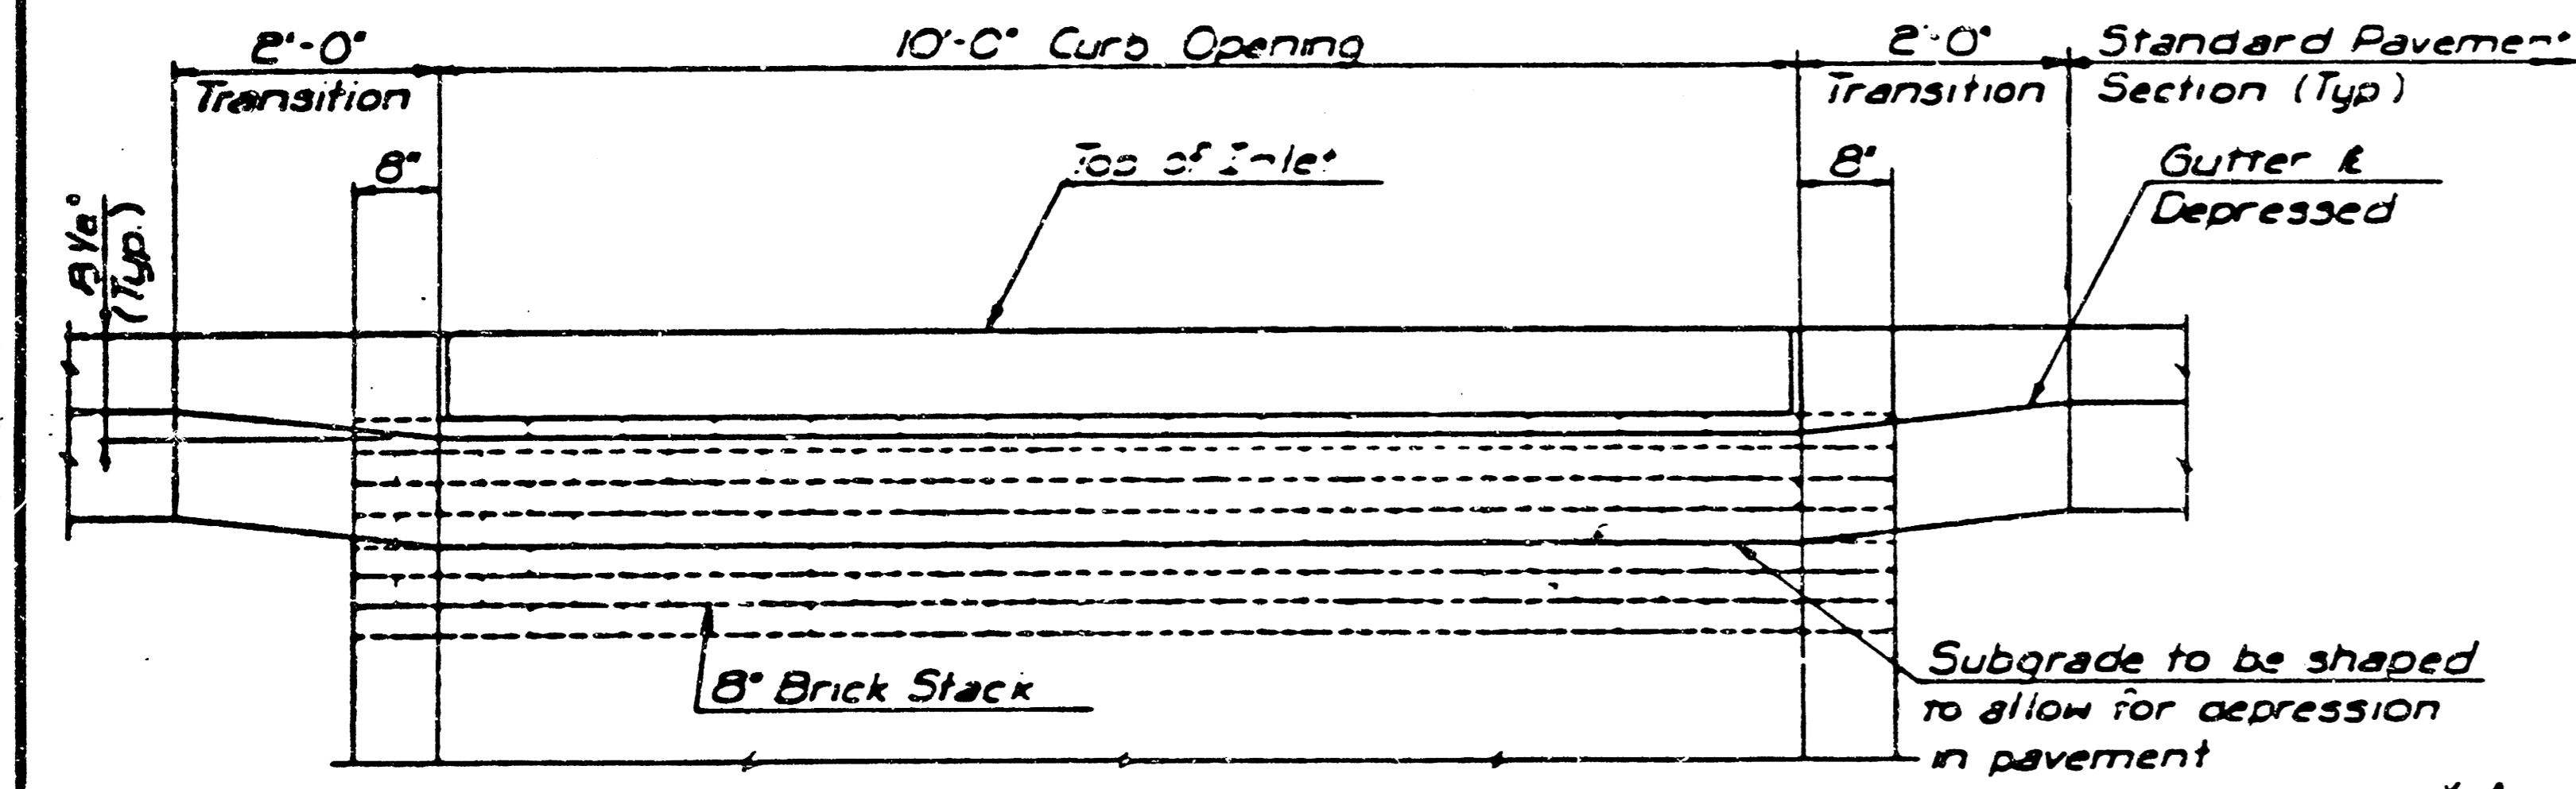 2'-0"
Transition
10'-0" Curb Opening
2'-0"
Transition
Standard Pavement
Section (Typ)
8"
Top of Inlet
8"
Gutter ℄
Depressed
(Typ.)
8" Brick Stack
Subgrade to be shaped
to allow for depression
in pavement